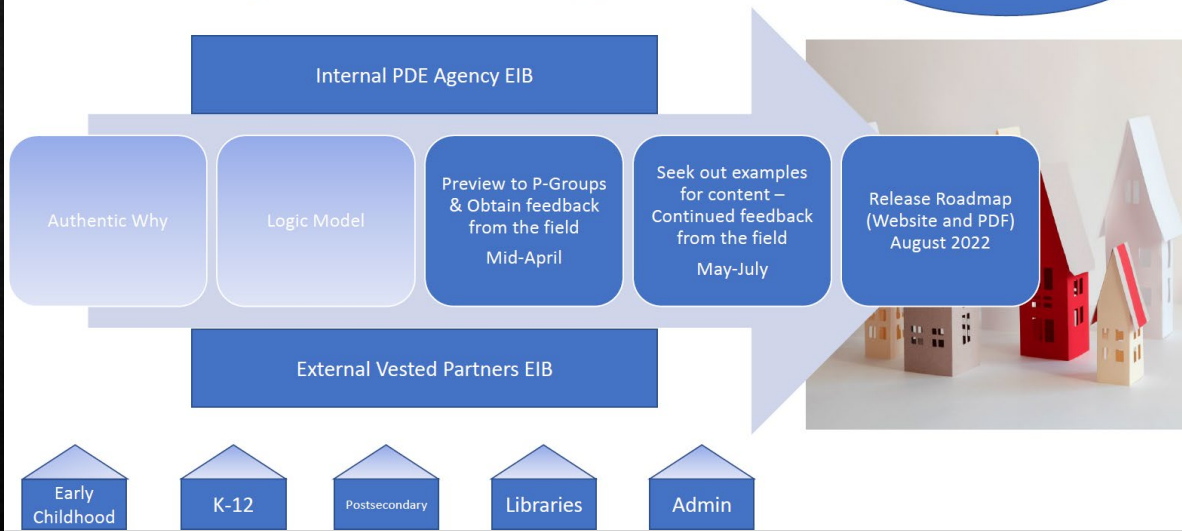 Internal PDE Agency EIB
Authentic Why
Logic Model
Preview to P-Groups
& Obtain feedback
from the field
Mid-April
Seek out examples
for content –
Continued feedback
from the field
May-July
Release Roadmap
(Website and PDF)
August 2022
External Vested Partners EIB
Early
Childhood
K-12
Postsecondary
Libraries
Admin